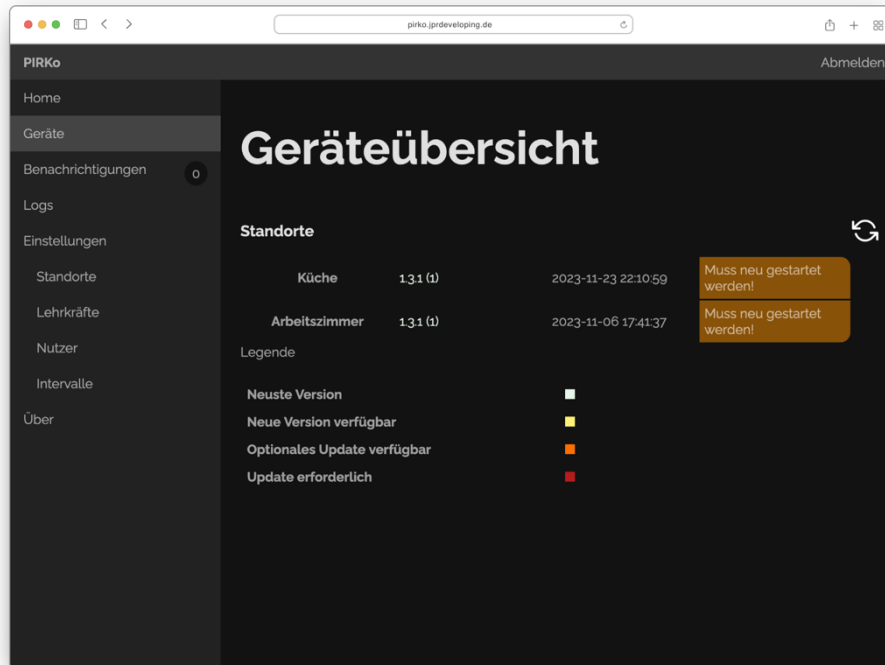 pirko.jprdeveloping.de
PIRKo
Abmelden
Home
Geräte
Benachrichtigungen 0
Logs
Einstellungen
Standorte
Lehrkräfte
Nutzer
Intervalle
Über
Geräteübersicht
Standorte
Küche 1.3.1 (1) 2023-11-23 22:10:59 Muss neu gestartet
werden!
Arbeitszimmer 1.3.1 (1) 2023-11-06 17:41:37 Muss neu gestartet
werden!
Legende
Neuste Version
Neue Version verfügbar
Optionales Update verfügbar
Update erforderlich